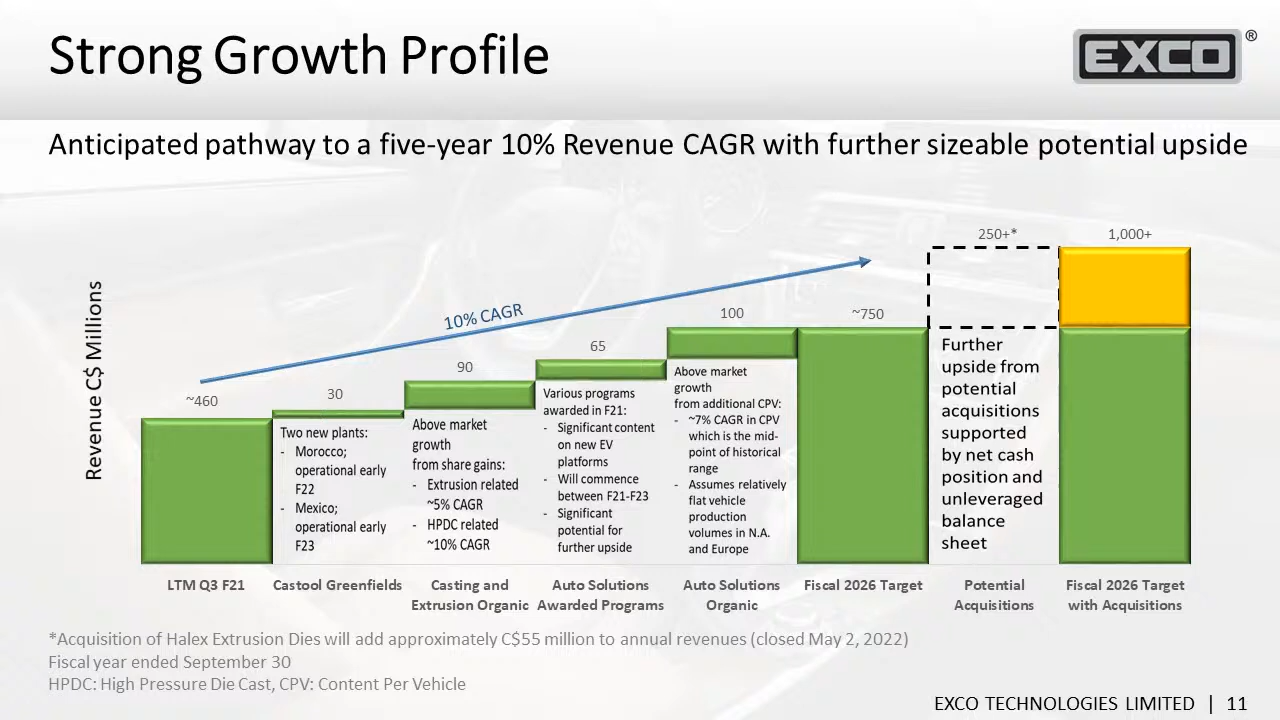 Strong Growth Profile
EXCO®
Anticipated pathway to a five-year 10% Revenue CAGR with further sizeable potential upside
Revenue C$ Millions
10% CAGR
~460
30
90
65
100
~750
250+*
1,000+
Two new plants:
- Morocco;
operational early
F22
- Mexico;
operational early
F23
Above market
growth
from share gains:
- Extrusion related
~5% CAGR
- HPDC related
~10% CAGR
Various programs
awarded in F21:
- Significant content
on new EV
platforms
- Will commence
between F21-F23
- Significant
potential for
further upside
Above market
growth
from additional CPV:
- ~7% CAGR in CPV
which is the mid-
point of historical
range
- Assumes relatively
flat vehicle
production
volumes in N.A.
and Europe
Further
upside from
potential
acquisitions
supported
by net cash
position and
unleveraged
balance
sheet
LTM Q3 F21
Castool Greenfields
Casting and
Extrusion Organic
Auto Solutions
Awarded Programs
Auto Solutions
Organic
Fiscal 2026 Target
Potential
Acquisitions
Fiscal 2026 Target
with Acquisitions
*Acquisition of Halex Extrusion Dies will add approximately C$55 million to annual revenues (closed May 2, 2022)
Fiscal year ended September 30
HPDC: High Pressure Die Cast, CPV: Content Per Vehicle
EXCO TECHNOLOGIES LIMITED | 11